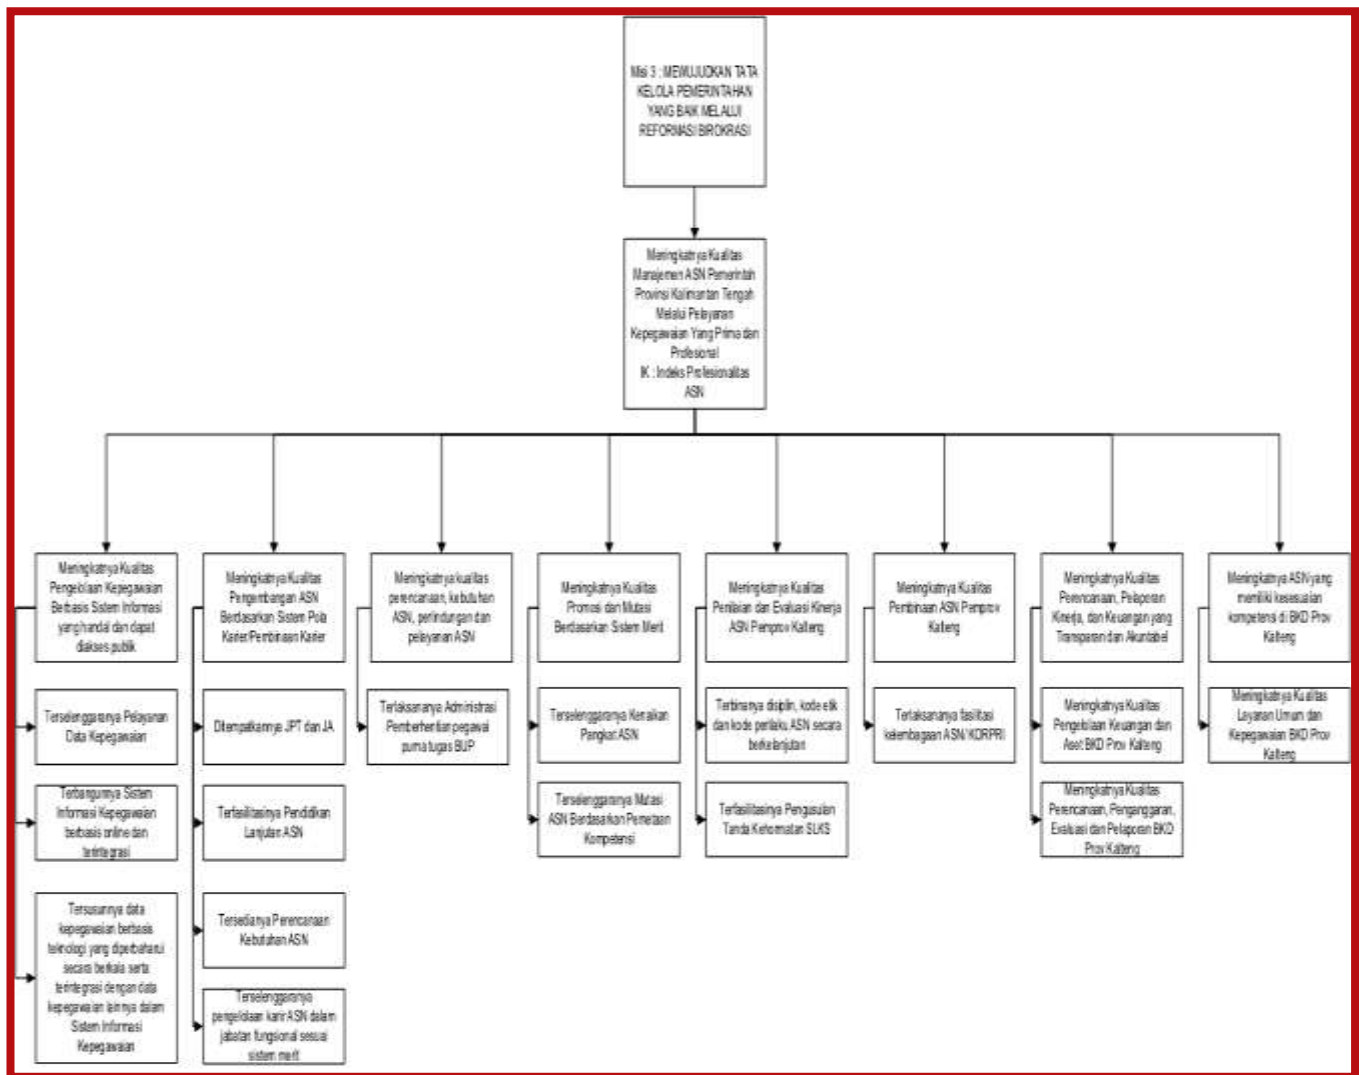 Misi 3 : MEWUJUDKAN TATA
KELOLA PEMERINTAHAN
YANG BAIK MELALUI
REFORMASI BIROKRASI
Meningkatnya Kualitas
Manajemen ASN Pemerintah
Provinsi Kalimantan Tengah
Melalui Pelayanan
Kepegawaian Yang Prima dan
Profesional
IK : Indeks Profesionalitas
ASN
Meningkatnya Kualitas
Pengelolaan Kepegawaian
Berbasis Sistem Informasi
yang handal dan dapat
diakses publik
Terselenggaranya Pelayanan
Data Kepegawaian
Terbangunnya Sistem
Informasi Kepegawaian
berbasis online dan
terintegrasi
Tersusunnya data
kepegawaian berbasis
teknologi yang diperbaharui
secara berkala serta
terintegrasi dengan data
kepegawaian lainnya dalam
Sistem Informasi
Kepegawaian
Meningkatnya Kualitas
Pengembangan ASN
Berdasarkan Sistem Pola
Karier/Pembinaan Karier
Ditempatkannya JPT dan JA
Terfasilitasinya Pendidikan
Lanjutan ASN
Tersedianya Perencanaan
Kebutuhan ASN
Terselenggaranya
pengelolaan karir ASN dalam
jabatan fungsional sesuai
sistem merit
Meningkatnya kualitas
perencanaan, kebutuhan
ASN, perlindungan dan
pelayanan ASN
Terlaksananya Administrasi
Pemberhentian pegawai
purna tugas BUP
Meningkatnya Kualitas
Promosi dan Mutasi
Berdasarkan Sistem Merit
Terselenggaranya Kenaikan
Pangkat ASN
Terselenggaranya Mutasi
ASN Berdasarkan Pemetaan
Kompetensi
Meningkatnya Kualitas
Penilaian dan Evaluasi Kinerja
ASN Pemprov Kalteng
Terbinanya disiplin, kode etik
dan kode perilaku ASN secara
berkelanjutan
Terfasilitasinya Pengusulan
Tanda Kehormatan SLKS
Meningkatnya Kualitas
Pembinaan ASN Pemprov
Kalteng
Terlaksananya fasilitasi
kelembagaan ASN/KORPRI
Meningkatnya Kualitas
Perencanaan, Pelaporan
Kinerja, dan Keuangan yang
Transparan dan Akuntabel
Meningkatnya Kualitas
Pengelolaan Keuangan dan
Aset BKD Prov Kalteng
Meningkatnya Kualitas
Perencanaan, Penganggaran,
Evaluasi dan Pelaporan BKD
Prov Kalteng
Meningkatnya ASN yang
memiliki kesesuaian
kompetensi di BKD Prov
Kalteng
Meningkatnya Kualitas
Layanan Umum dan
Kepegawaian BKD Prov
Kalteng